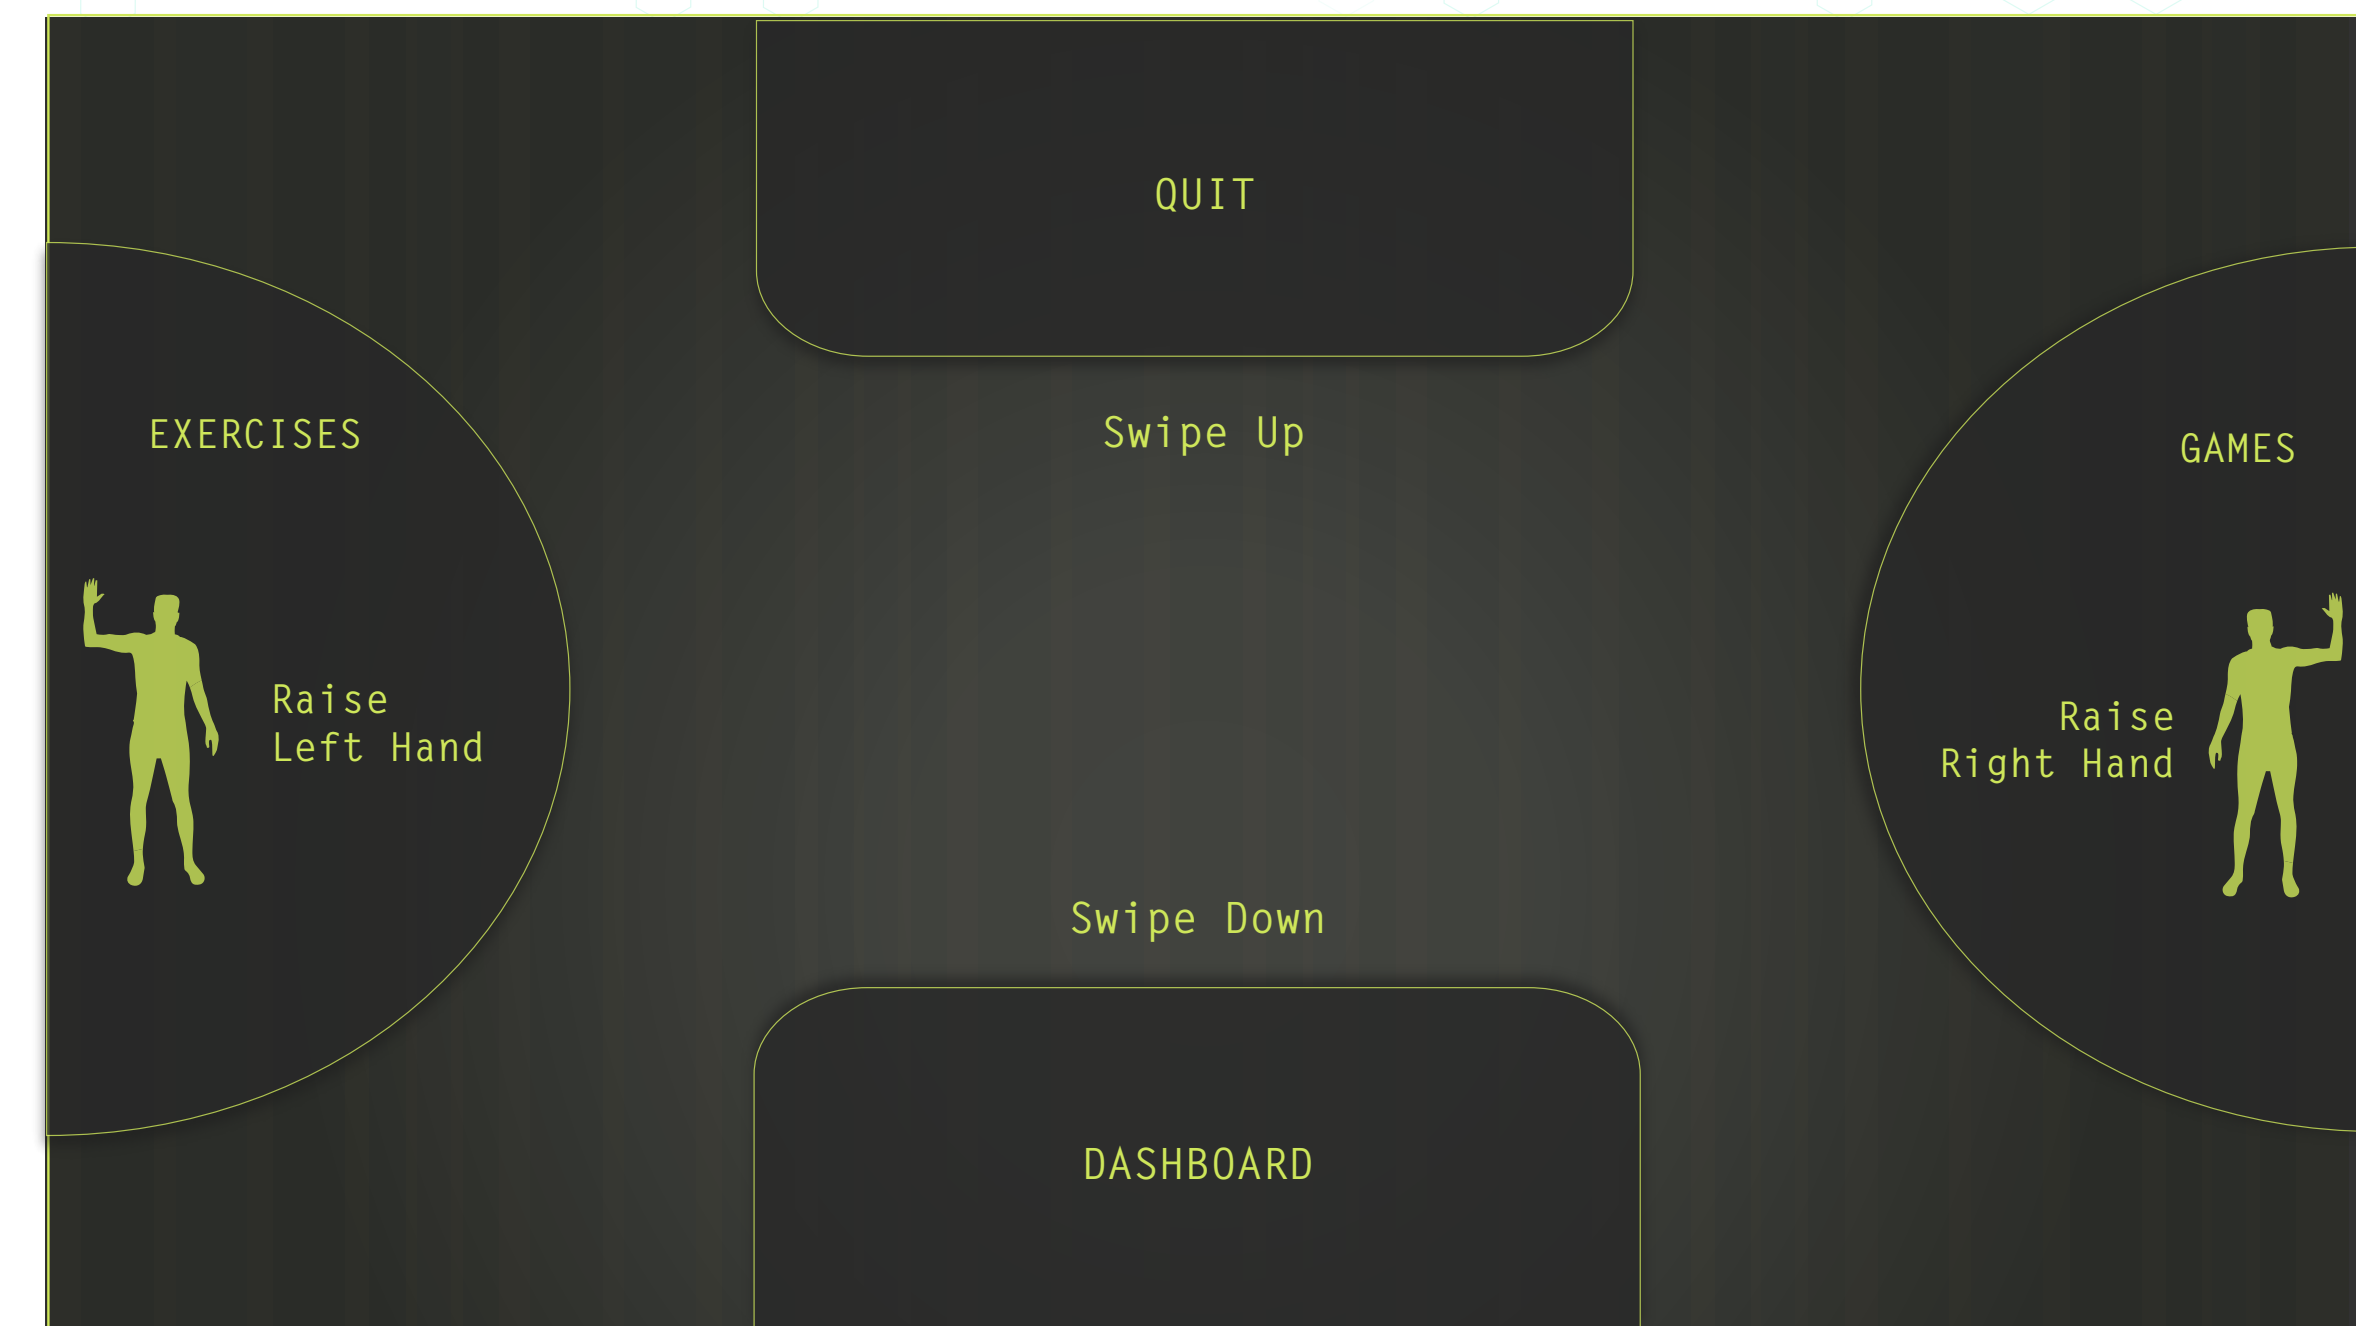 QUIT
Swipe Up
EXERCISES
Raise
Left Hand
GAMES
Raise
Right Hand
Swipe Down
DASHBOARD